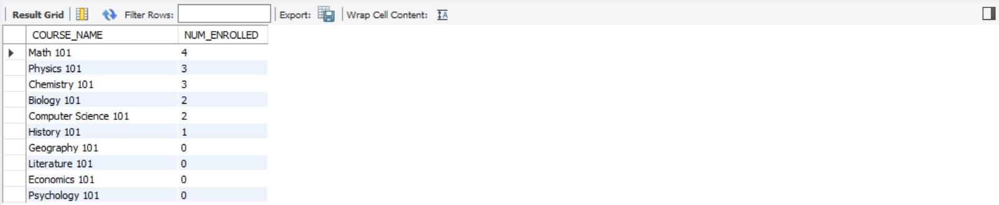 Result Grid Filter Rows: Export: Wrap Cell Content: IA
COURSE_NAME NUM_ENROLLED
Math 101 4
Physics 101 3
Chemistry 101 3
Biology 101 2
Computer Science 101 2
History 101 1
Geography 101 0
Literature 101 0
Economics 101 0
Psychology 101 0